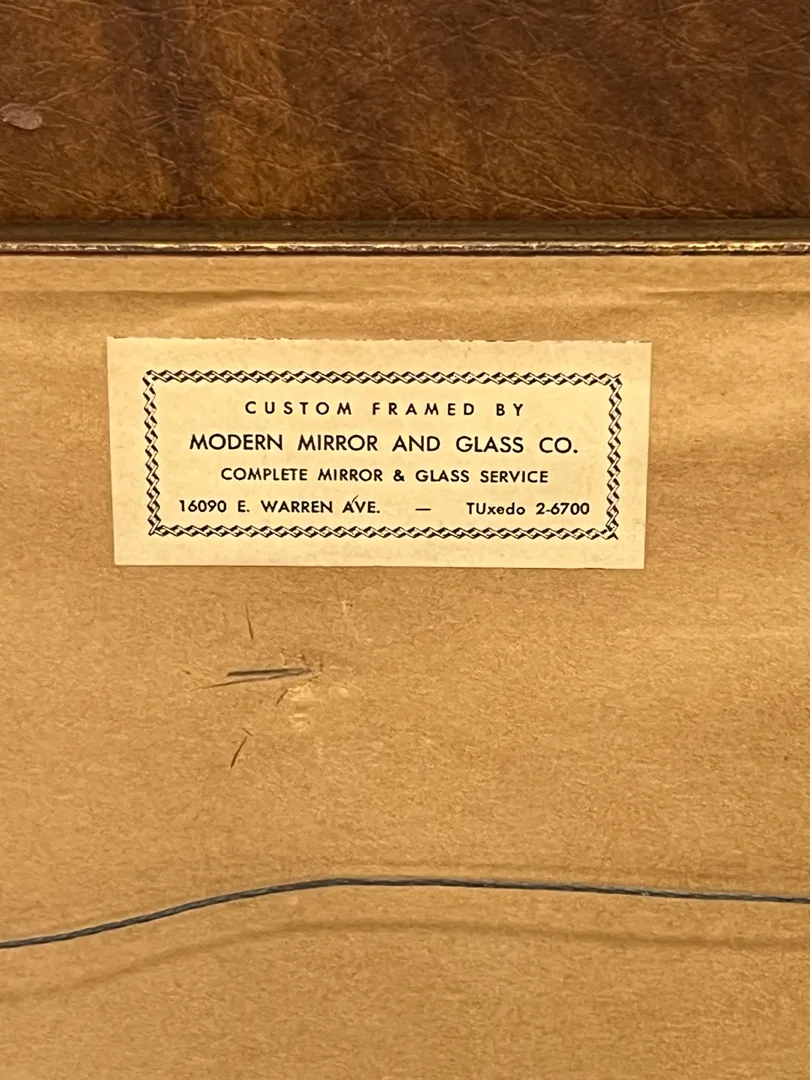 CUSTOM FRAMED BY
MODERN MIRROR AND GLASS CO.
COMPLETE MIRROR & GLASS SERVICE
16090 E. WARREN AVE. — TUxedo 2-6700